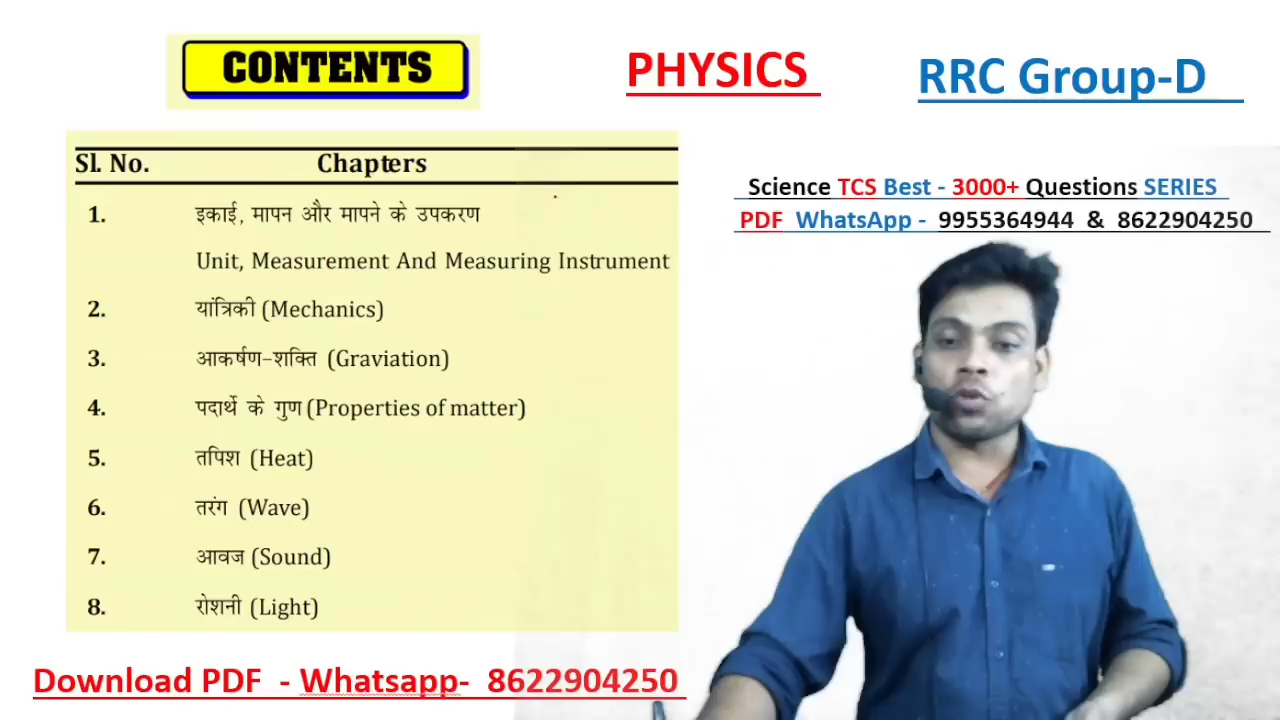 CONTENTS
PHYSICS
RRC Group-D
Sl. No. Chapters
1. इकाई, मापन और मापने के उपकरण
Unit, Measurement And Measuring Instrument
2. यांत्रिकी (Mechanics)
3. आकर्षण-शक्ति (Graviation)
4. पदार्थे के गुण (Properties of matter)
5. तपिश (Heat)
6. तरंग (Wave)
7. आवज (Sound)
8. रोशनी (Light)
Science TCS Best - 3000+ Questions SERIES
PDF WhatsApp - 9955364944 & 8622904250
Download PDF - Whatsapp- 8622904250